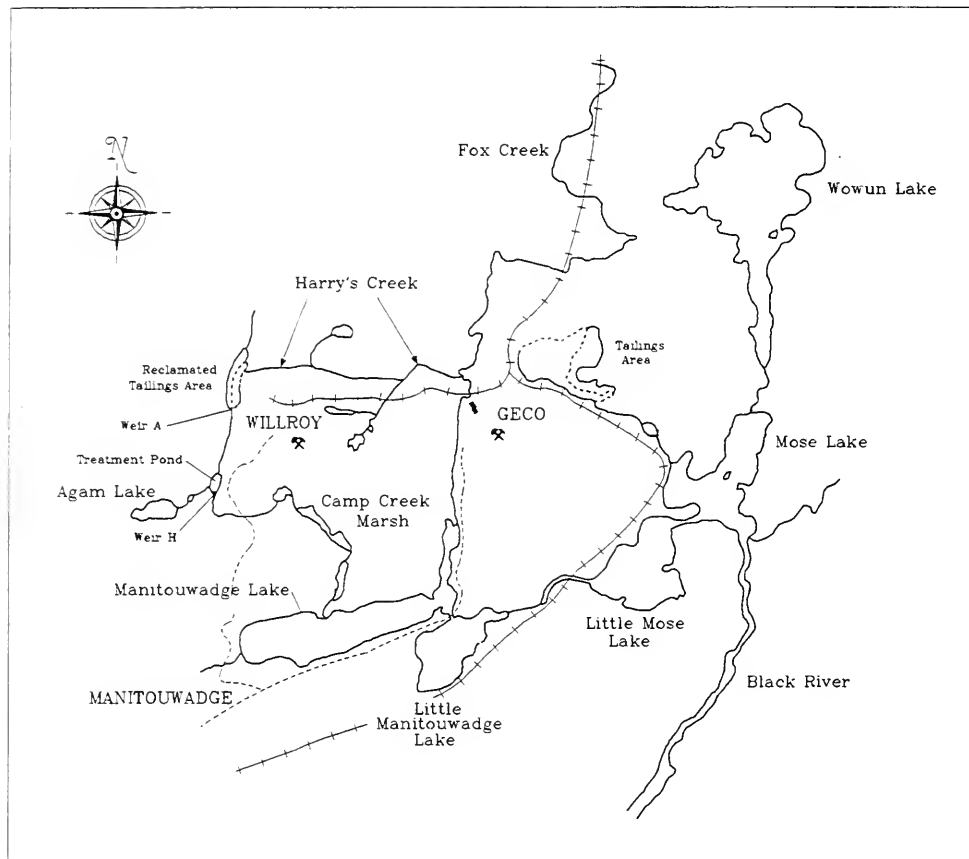 N
Fox Creek
Wowun Lake
Harry's Creek
Reclamated
Tailings Area
Tailings
Area
Weir A
WILLROY
GECO
Mose Lake
Treatment Pond
Agam Lake
Camp Creek
Marsh
Weir H
Manitouwadge Lake
Little Mose
Lake
MANITOUWADGE
Black River
Little
Manitouwadge
Lake